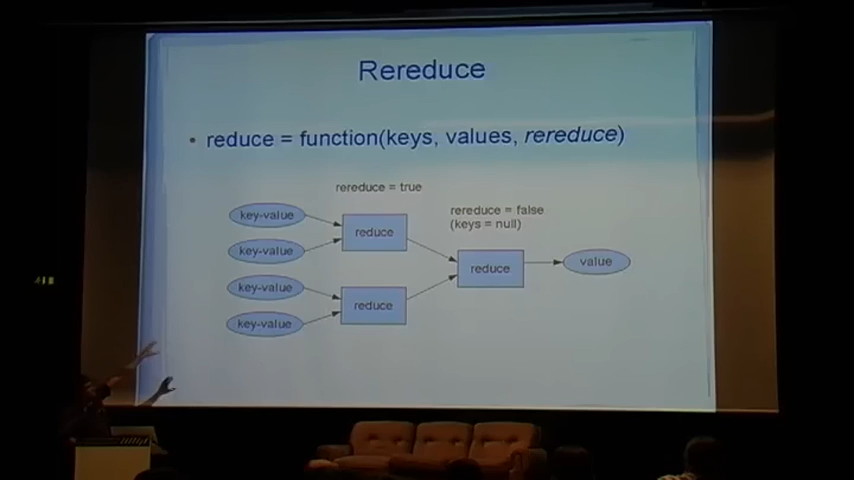 Rereduce
• reduce = function(keys, values, rereduce)
rereduce = true
rereduce = false
(keys = null)
key-value
key-value
key-value
key-value
reduce
reduce
reduce
value